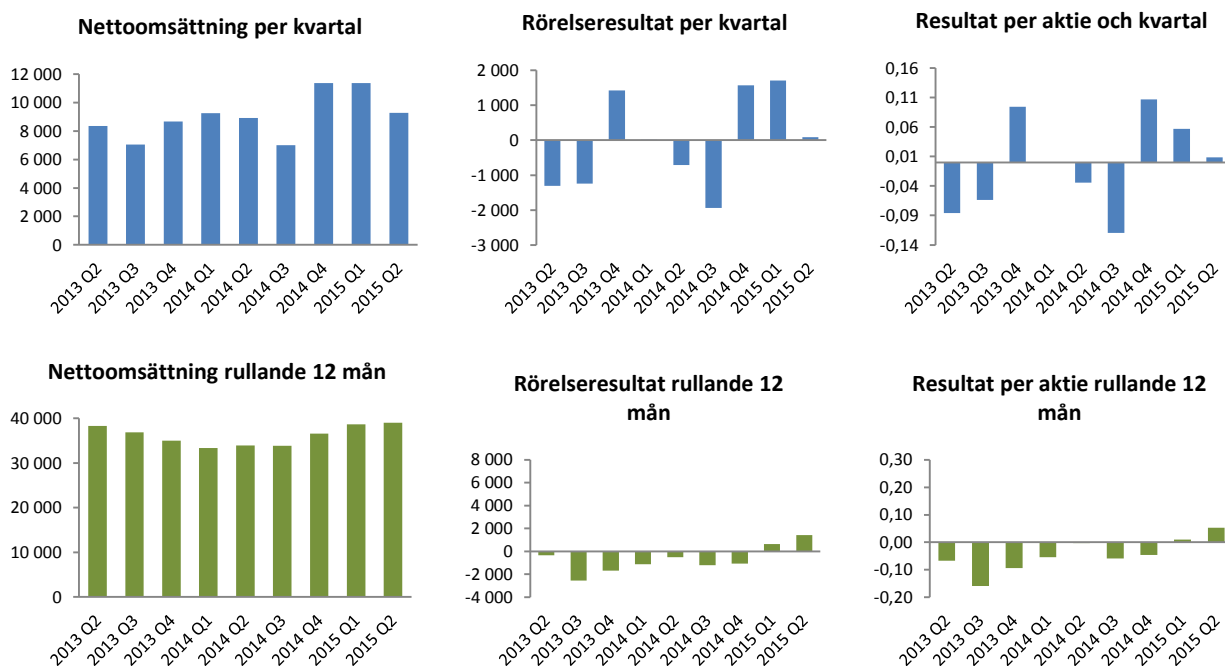 Nettoomsättning per kvartal
12 000
10 000
8 000
6 000
4 000
2 000
0
2013 Q2
2013 Q3
2013 Q4
2014 Q1
2014 Q2
2014 Q3
2014 Q4
2015 Q1
2015 Q2
Rörelseresultat per kvartal
2 000
1 000
0
-1 000
-2 000
-3 000
2013 Q2
2013 Q3
2013 Q4
2014 Q1
2014 Q2
2014 Q3
2014 Q4
2015 Q1
2015 Q2
Resultat per aktie och kvartal
0,16
0,11
0,06
0,01
-0,04
-0,09
-0,14
2013 Q2
2013 Q3
2013 Q4
2014 Q1
2014 Q2
2014 Q3
2014 Q4
2015 Q1
2015 Q2
Nettoomsättning rullande 12 mån
40 000
30 000
20 000
10 000
0
2013 Q2
2013 Q3
2013 Q4
2014 Q1
2014 Q2
2014 Q3
2014 Q4
2015 Q1
2015 Q2
Rörelseresultat rullande 12
mån
8 000
6 000
4 000
2 000
0
-2 000
-4 000
2013 Q2
2013 Q3
2013 Q4
2014 Q1
2014 Q2
2014 Q3
2014 Q4
2015 Q1
2015 Q2
Resultat per aktie rullande 12
mån
0,30
0,20
0,10
0,00
-0,10
-0,20
2013 Q2
2013 Q3
2013 Q4
2014 Q1
2014 Q2
2014 Q3
2014 Q4
2015 Q1
2015 Q2